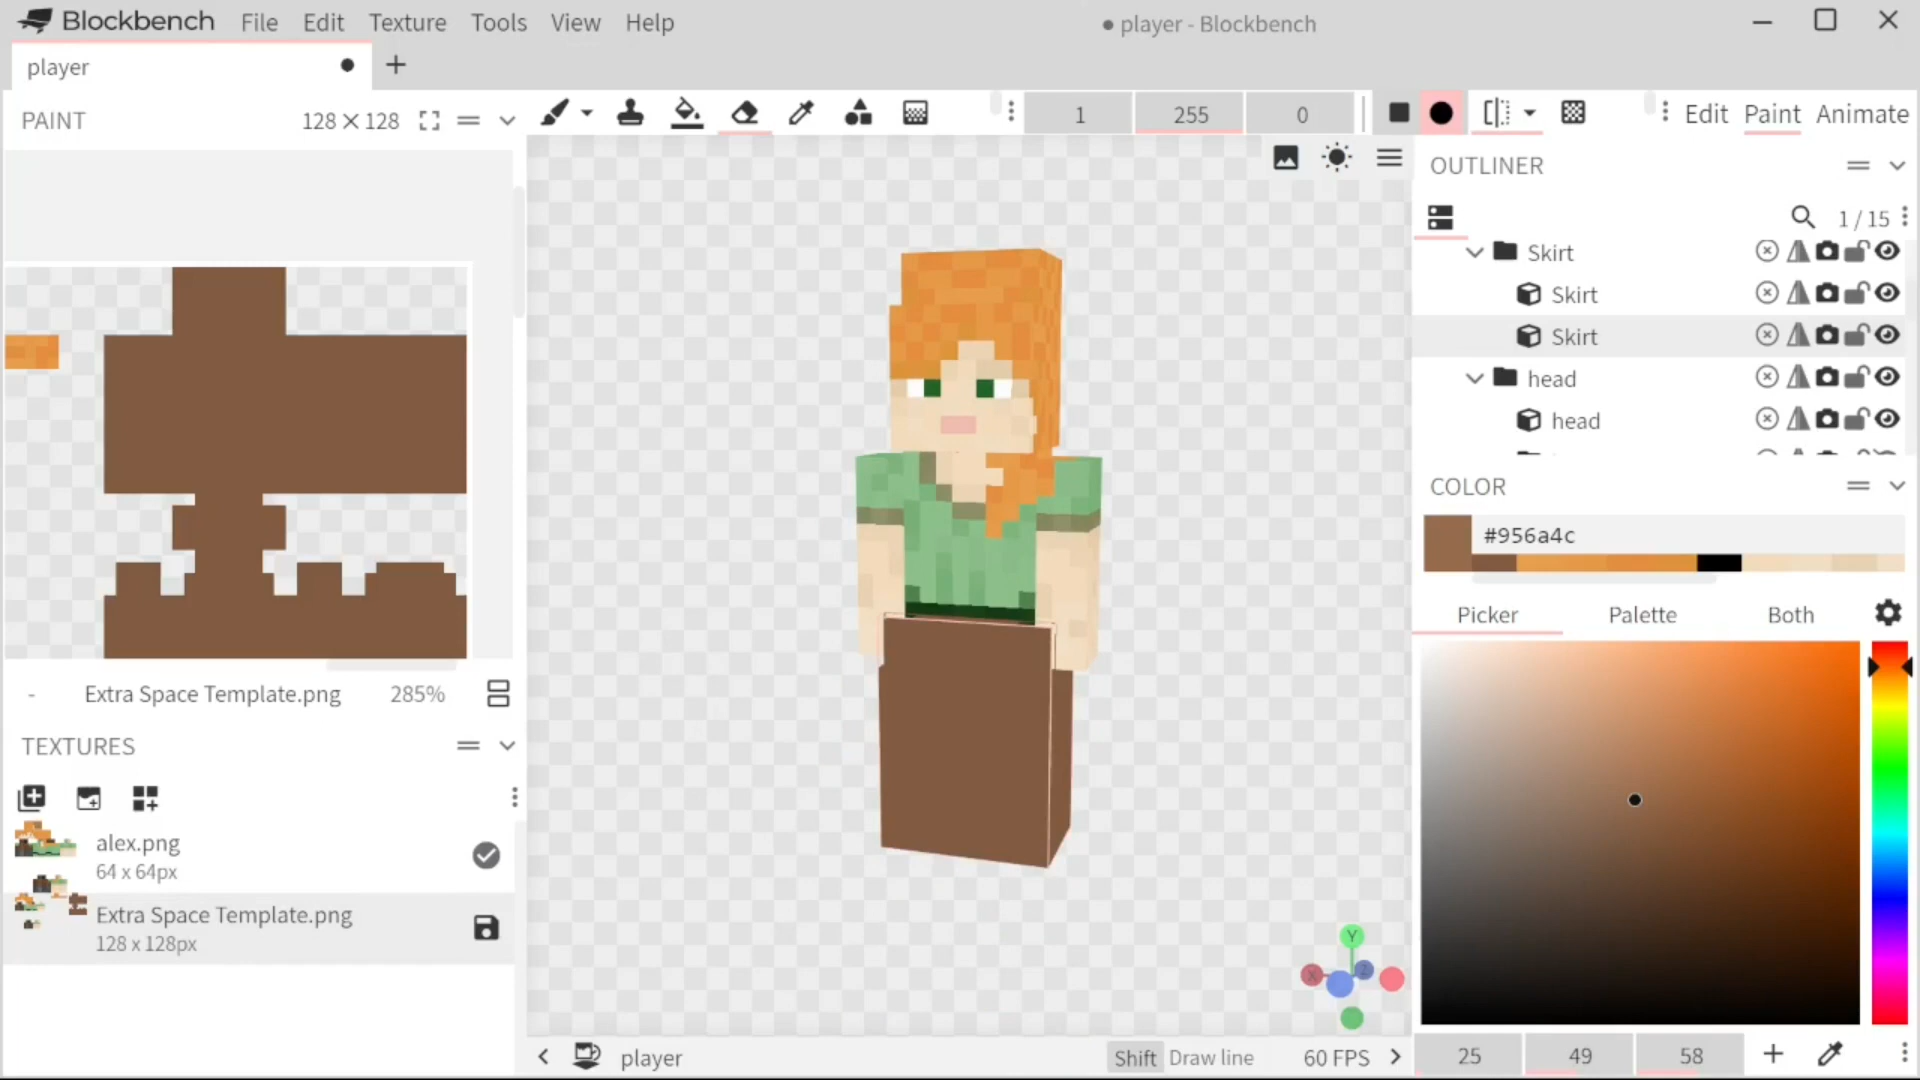 Blockbench File Edit Texture Tools View Help
● player - Blockbench
player
PAINT 128 × 128
1 255 0
Edit Paint Animate
OUTLINER
1 / 15
Skirt
Skirt
Skirt
head
head
COLOR
#956a4c
Picker Palette Both
25 49 58
- Extra Space Template.png 285%
TEXTURES
alex.png
64 x 64px
Extra Space Template.png
128 x 128px
Y
X
Z
player
Shift Draw line 60 FPS